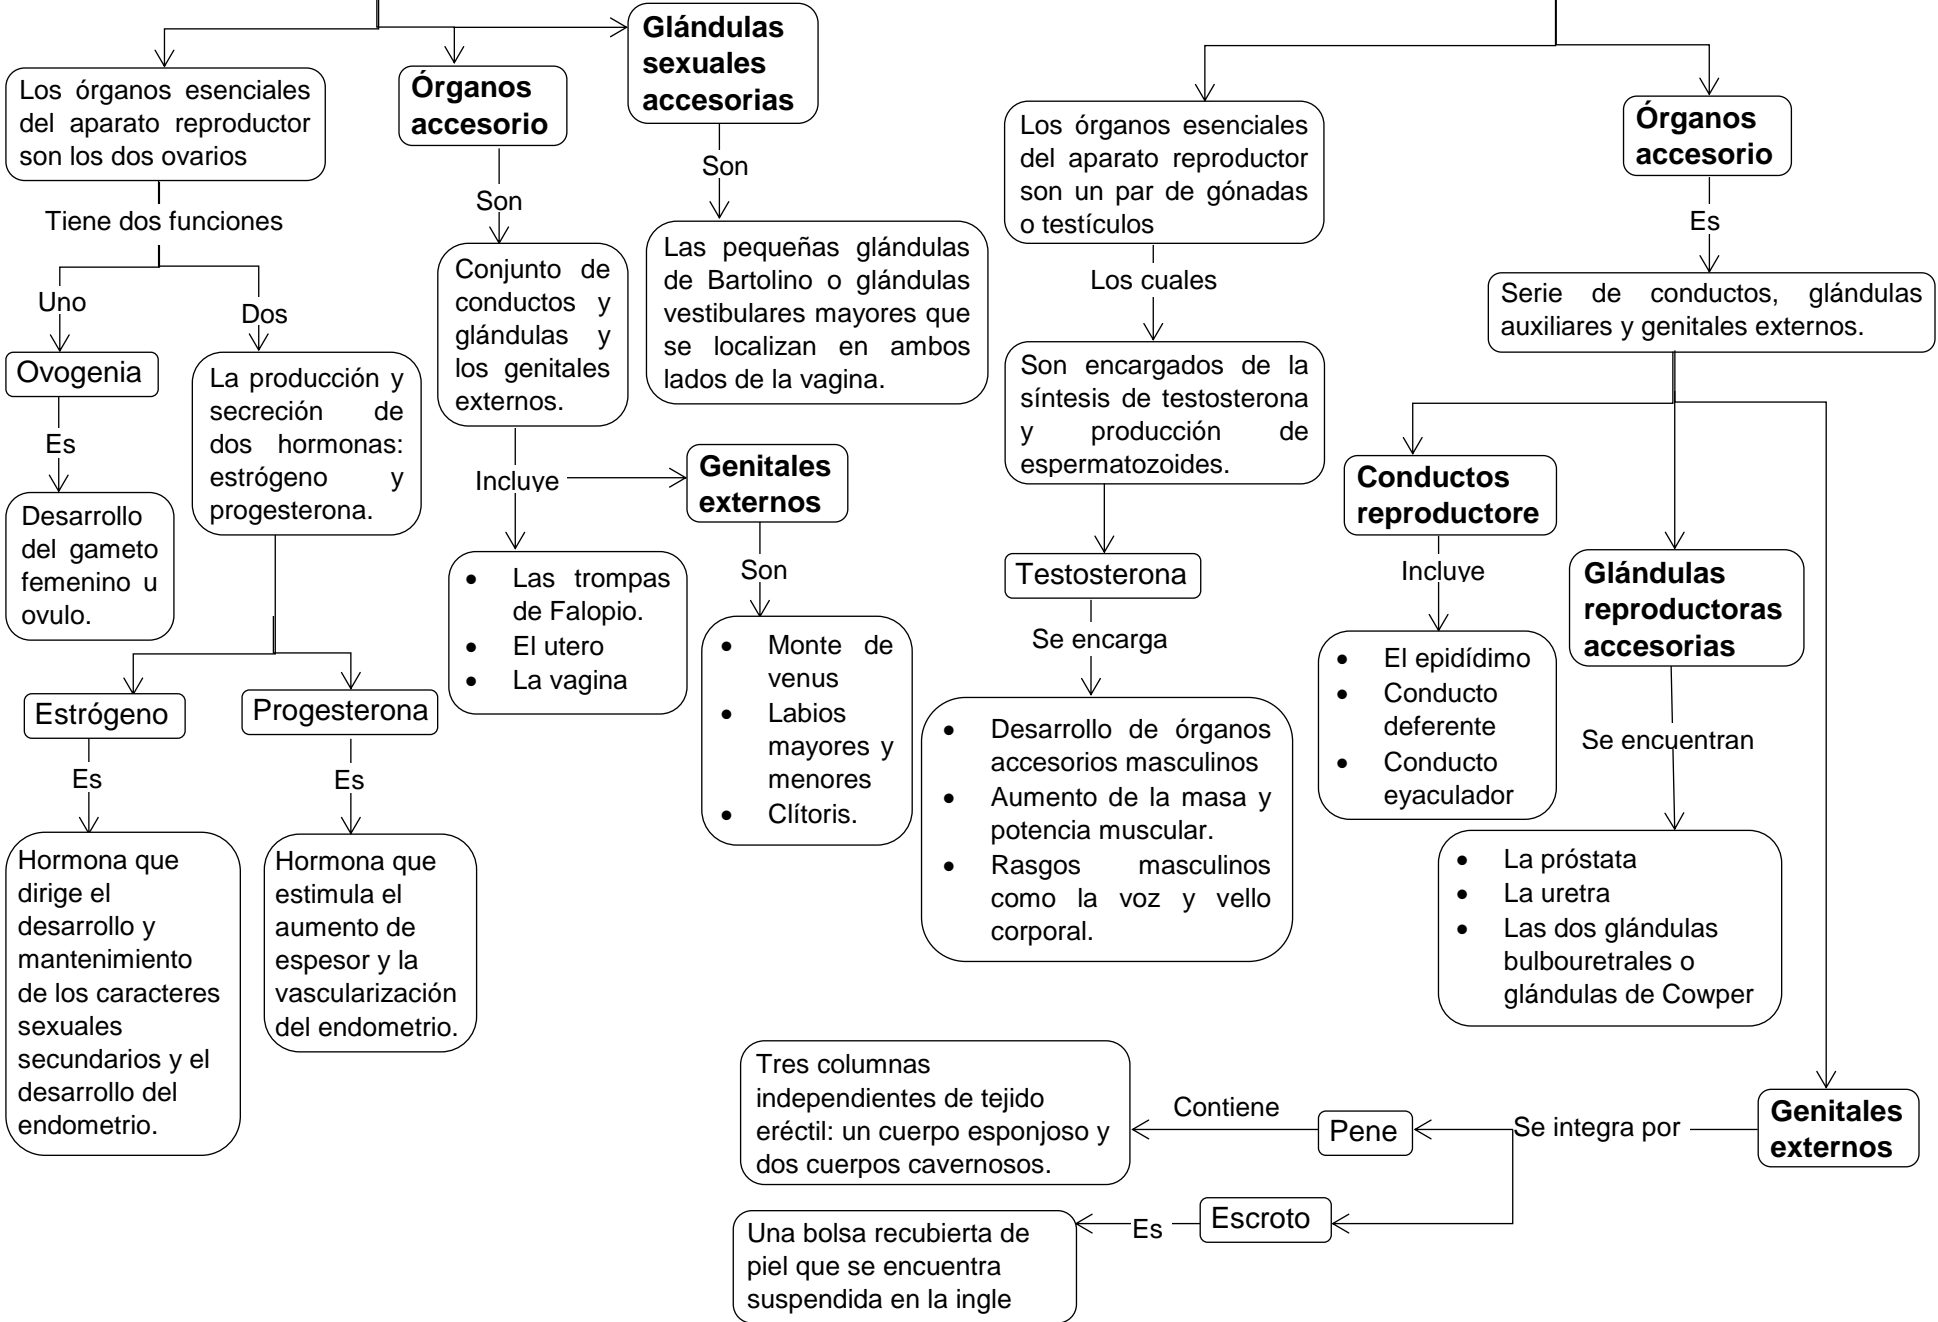 Glándulas
sexuales
accesorias
Órganos
accesorio
Los órganos esenciales
del aparato reproductor
son los dos ovarios
Tiene dos funciones
Uno
Dos
Ovogenia
Es
Desarrollo
del gameto
femenino u
ovulo.
La producción y
secreción de
dos hormonas:
estrógeno y
progesterona.
Estrógeno
Progesterona
Es
Es
Hormona que
dirige el
desarrollo y
mantenimiento
de los caracteres
sexuales
secundarios y el
desarrollo del
endometrio.
Hormona que
estimula el
aumento de
espesor y la
vascularización
del endometrio.
Son
Conjunto de
conductos y
glándulas y
los genitales
externos.
Incluye
Las trompas
de Falopio.
El utero
La vagina
Genitales
externos
Son
Monte de
venus
Labios
mayores y
menores
Clítoris.
Son
Las pequeñas glándulas
de Bartolino o glándulas
vestibulares mayores que
se localizan en ambos
lados de la vagina.
Los órganos esenciales
del aparato reproductor
son un par de gónadas
o testículos
Los cuales
Son encargados de la
síntesis de testosterona
y producción de
espermatozoides.
Testosterona
Se encarga
Desarrollo de órganos
accesorios masculinos
Aumento de la masa y
potencia muscular.
Rasgos masculinos
como la voz y vello
corporal.
Órganos
accesorio
Es
Serie de conductos, glándulas
auxiliares y genitales externos.
Conductos
reproductore
Incluye
El epidídimo
Conducto
deferente
Conducto
eyaculador
Glándulas
reproductoras
accesorias
Se encuentran
La próstata
La uretra
Las dos glándulas
bulbouretrales o
glándulas de Cowper
Genitales
externos
Se integra por
Pene
Contiene
Tres columnas
independientes de tejido
eréctil: un cuerpo esponjoso y
dos cuerpos cavernosos.
Escroto
Es
Una bolsa recubierta de
piel que se encuentra
suspendida en la ingle